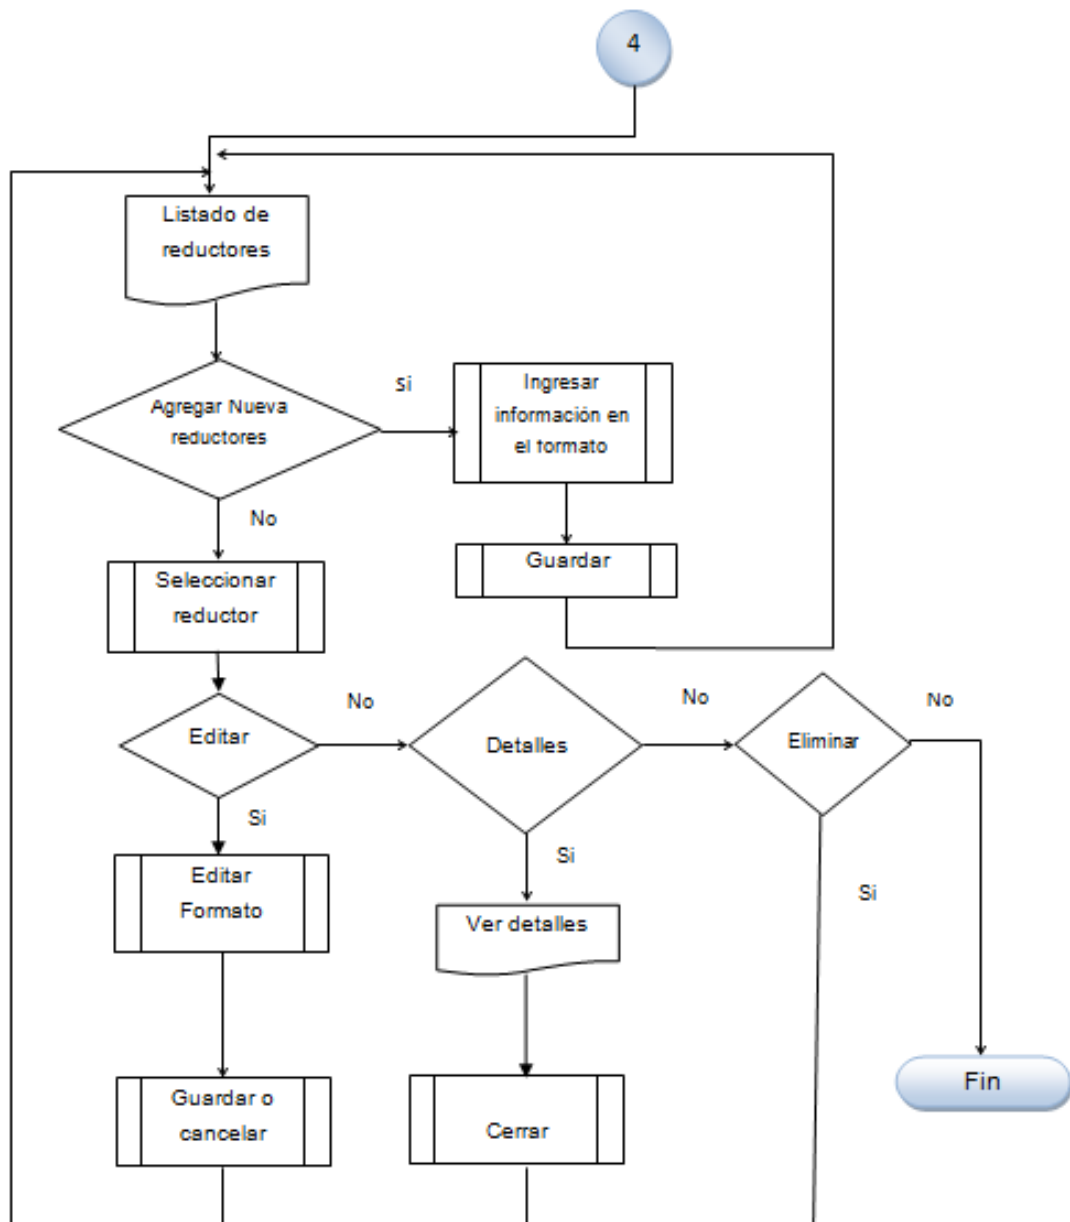 4
Listado de
reductores
Agregar Nueva
reductores
Si
Ingresar
información en
el formato
No
Guardar
Seleccionar
reductor
Editar
No
Detalles
No
Eliminar
No
Si
Editar
Formato
Si
Ver detalles
Si
Guardar o
cancelar
Cerrar
Fin